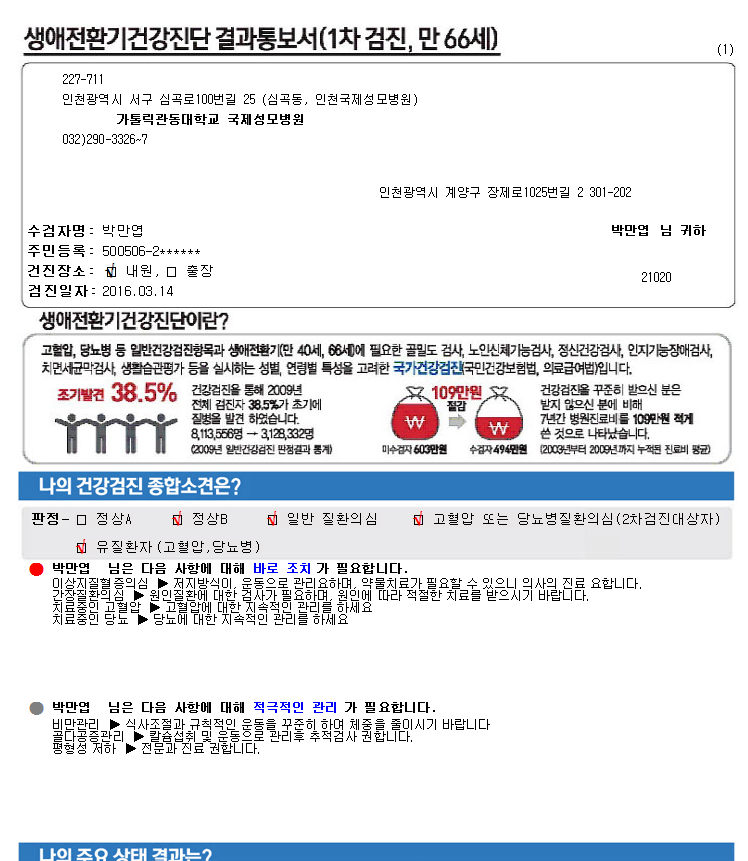 생애전환기건강진단 결과통보서(1차 검진, 만 66세)
(1)
227-711
인천광역시 서구 심곡로100번길 25 (심곡동, 인천국제성모병원)
가톨릭관동대학교 국제성모병원
032)290-3326~7
인천광역시 계양구 장제로1025번길 2 301-202
수검자명: 박만엽
박만엽 님 귀하
주민등록: 500506-2******
건진장소: ☑ 내원, □ 출장
21020
검진일자: 2016.03.14
생애전환기건강진단이란?
고혈압, 당뇨병 등 일반건강검진항목과 생애전환기(만 40세, 66세)에 필요한 골밀도 검사, 노인신체기능검사, 정신건강검사, 인지기능장애검사,
치면세균막검사, 생활습관평가 등을 실시하는 성별, 연령별 특성을 고려한 국가건강검진(국민건강보험법, 의료급여법)입니다.
조기발견 38.5%
건강검진을 통해 2009년
전체 검진자 38.5%가 초기에
질병을 발견 하였습니다.
8,113,556명 → 3,128,332명
(2009년 일반건강검진 판정결과 통계)
109만원
절감
₩
₩
미수검자 603만원
수검자 494만원
건강검진을 꾸준히 받으신 분은
받지 않으신 분에 비해
7년간 병원진료비를 109만원 적게
쓴 것으로 나타났습니다.
(2003년부터 2009년까지 누적된 진료비 평균)
나의 건강검진 종합소견은?
판정- □ 정상A ☑ 정상B ☑ 일반 질환의심 ☑ 고혈압 또는 당뇨병질환의심(2차검진대상자)
☑ 유질환자(고혈압,당뇨병)
● 박만엽 님은 다음 사항에 대해 바로 조치 가 필요합니다.
이상지질혈증의심 ▶ 저지방식이, 운동으로 관리요하며, 약물치료가 필요할 수 있으니 의사의 진료 요합니다.
간장질환의심 ▶ 원인질환에 대한 검사가 필요하며, 원인에 따라 적절한 치료를 받으시기 바랍니다.
치료중인 고혈압 ▶ 고혈압에 대한 지속적인 관리를 하세요
치료중인 당뇨 ▶ 당뇨에 대한 지속적인 관리를 하세요
● 박만엽 님은 다음 사항에 대해 적극적인 관리 가 필요합니다.
비만관리 ▶ 식사조절과 규칙적인 운동을 꾸준히 하여 체중을 줄이시기 바랍니다
골다공증관리 ▶ 칼슘섭취 및 운동으로 관리후 추적검사 권합니다.
평형성 저하 ▶ 전문과 진료 권합니다.
나의 주요 상태 결과는?